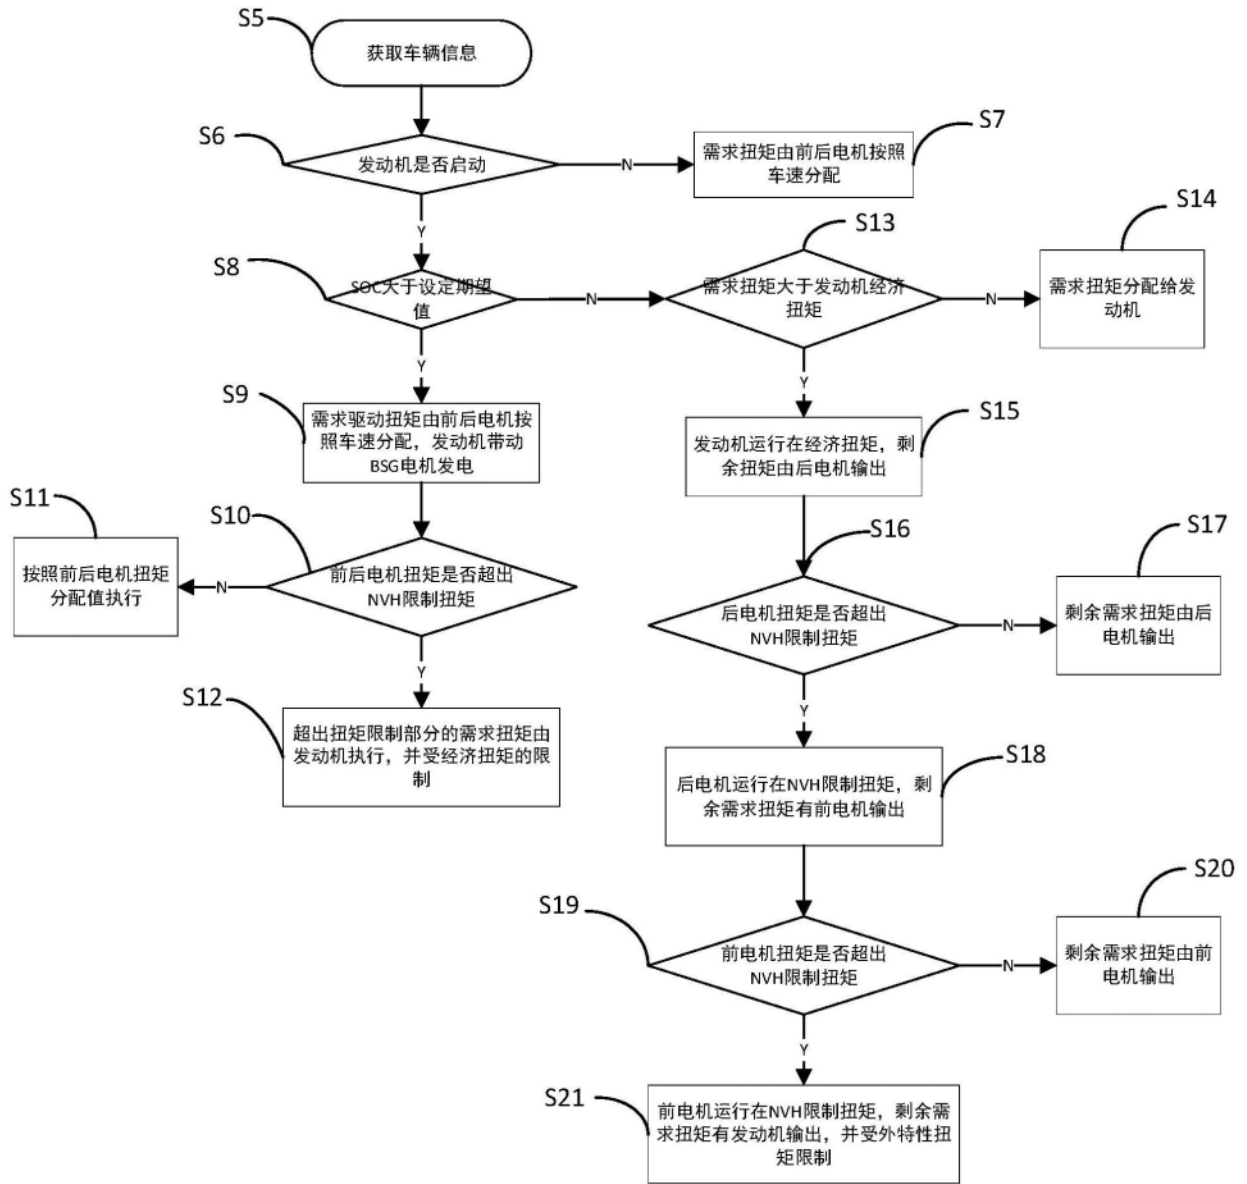 S5
获取车辆信息
S6
发动机是否启动
N
S7
需求扭矩由前后电机按照
车速分配
Y
S8
SOC大于设定期望
值
N
S13
需求扭矩大于发动机经济
扭矩
N
S14
需求扭矩分配给发
动机
Y
Y
S9
需求驱动扭矩由前后电机按
照车速分配，发动机带动
BSG电机发电
S15
发动机运行在经济扭矩，剩
余扭矩由后电机输出
S11
按照前后电机扭矩
分配值执行
N
S10
前后电机扭矩是否超出
NVH限制扭矩
S16
后电机扭矩是否超出
NVH限制扭矩
N
S17
剩余需求扭矩由后
电机输出
Y
Y
S12
超出扭矩限制部分的需求扭矩由
发动机执行，并受经济扭矩的限
制
S18
后电机运行在NVH限制扭矩，剩
余需求扭矩有前电机输出
S19
前电机扭矩是否超出
NVH限制扭矩
N
S20
剩余需求扭矩由前
电机输出
Y
S21
前电机运行在NVH限制扭矩，剩余需
求扭矩有发动机输出，并受外特性扭
矩限制